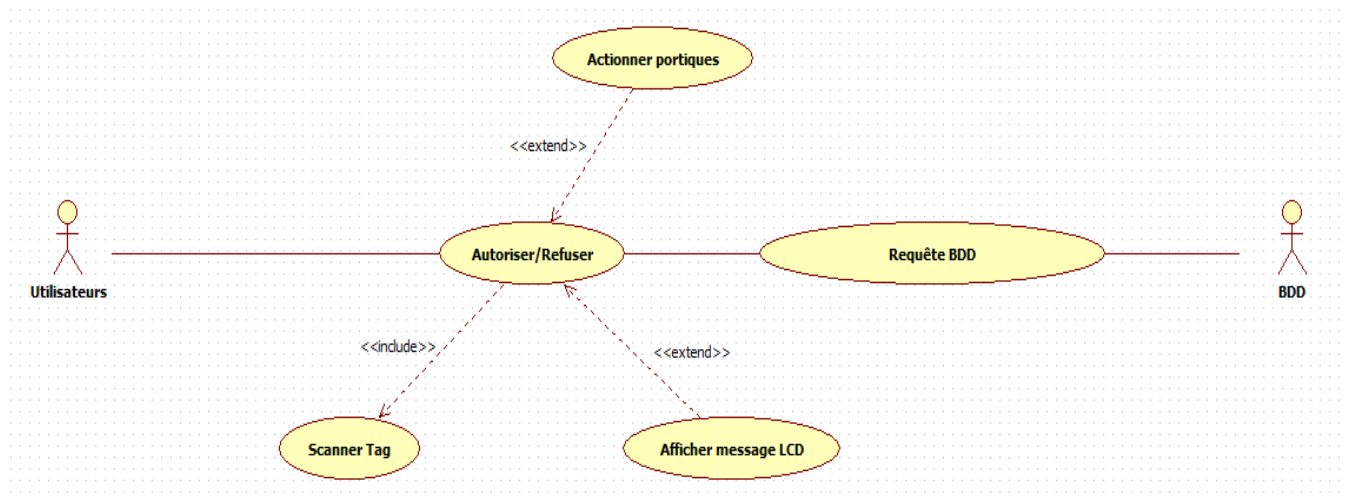 Actionner portiques
<<extend>>
Autoriser/Refuser
Requête BDD
Utilisateurs
BDD
<<include>>
<<extend>>
Scanner Tag
Afficher message LCD